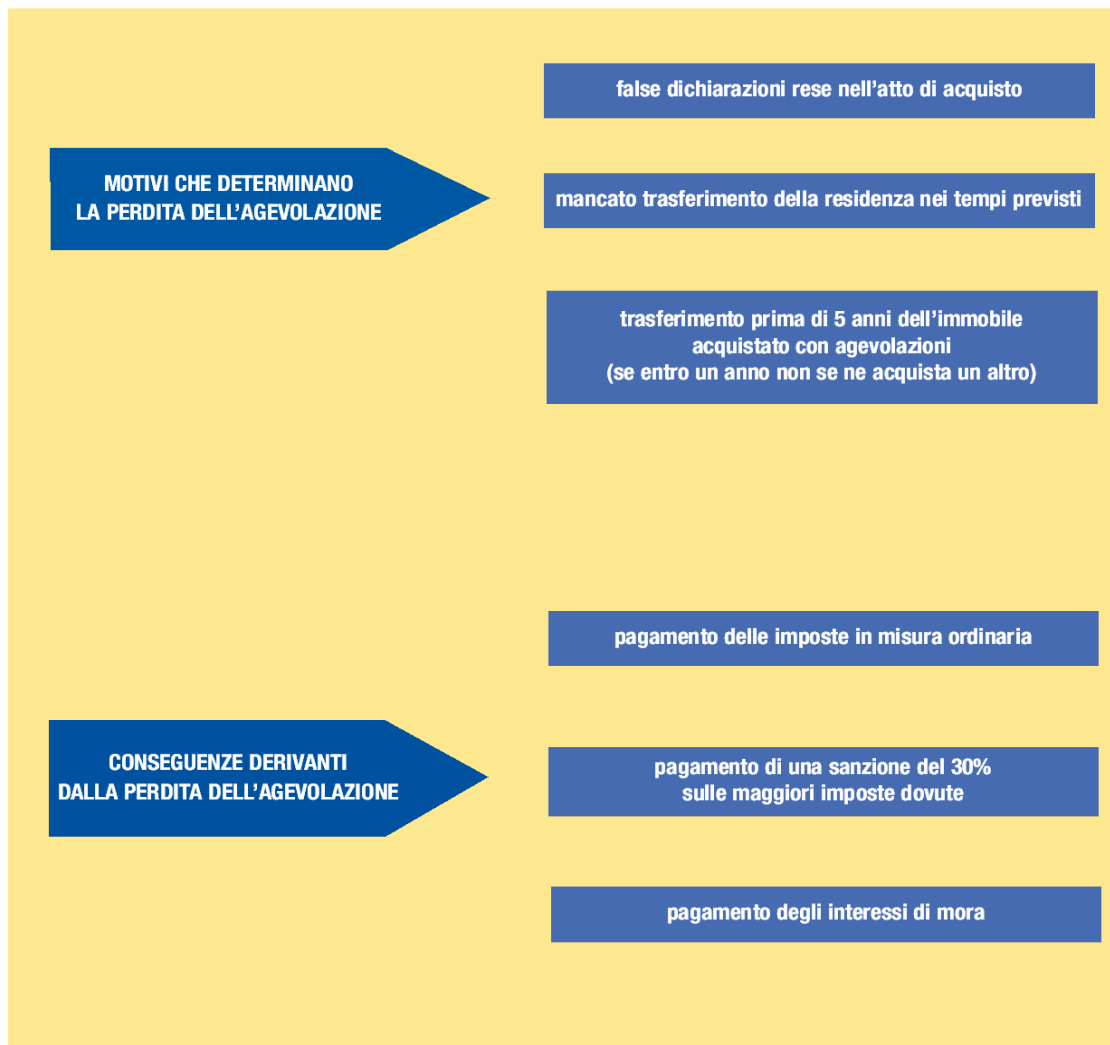 false dichiarazioni rese nell’atto di acquisto
MOTIVI CHE DETERMINANO
LA PERDITA DELL’AGEVOLAZIONE
mancato trasferimento della residenza nei tempi previsti
trasferimento prima di 5 anni dell’immobile
acquistato con agevolazioni
(se entro un anno non se ne acquista un altro)
pagamento delle imposte in misura ordinaria
CONSEGUENZE DERIVANTI
DALLA PERDITA DELL’AGEVOLAZIONE
pagamento di una sanzione del 30%
sulle maggiori imposte dovute
pagamento degli interessi di mora